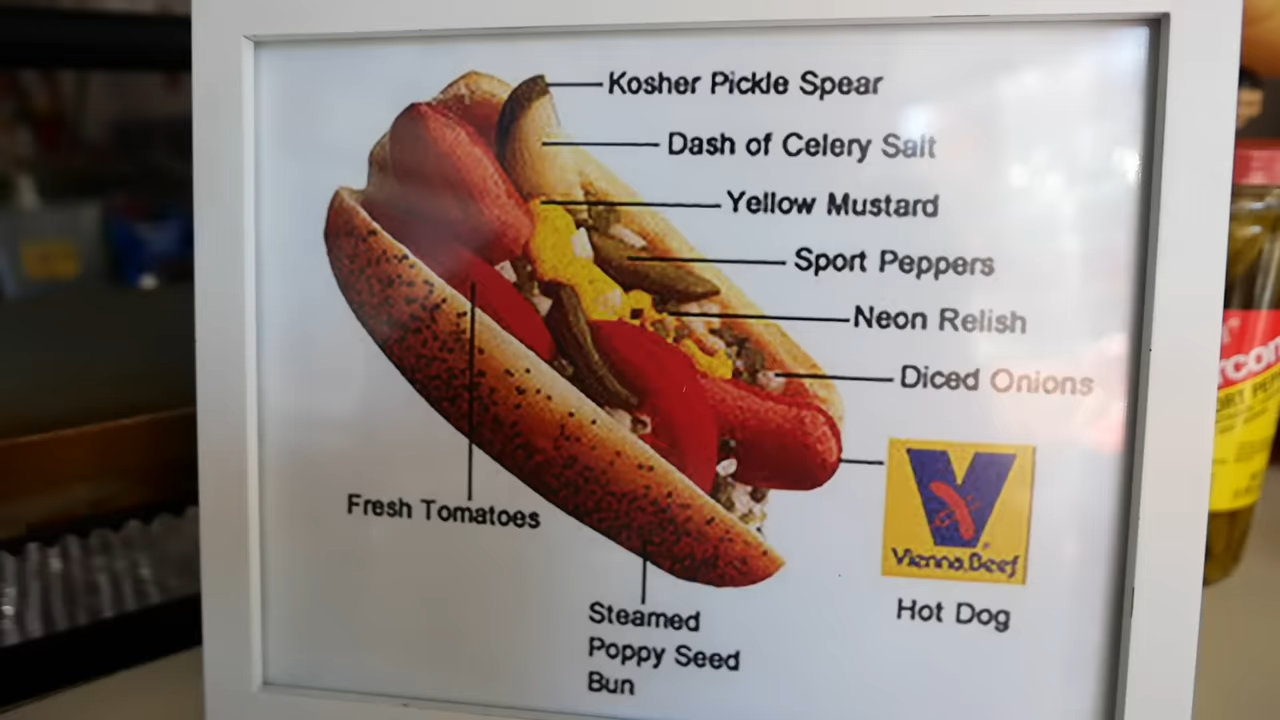 Kosher Pickle Spear
Dash of Celery Salt
Yellow Mustard
Sport Peppers
Neon Relish
Diced Onions
Vienna Beef
Hot Dog
Fresh Tomatoes
Steamed
Poppy Seed
Bun